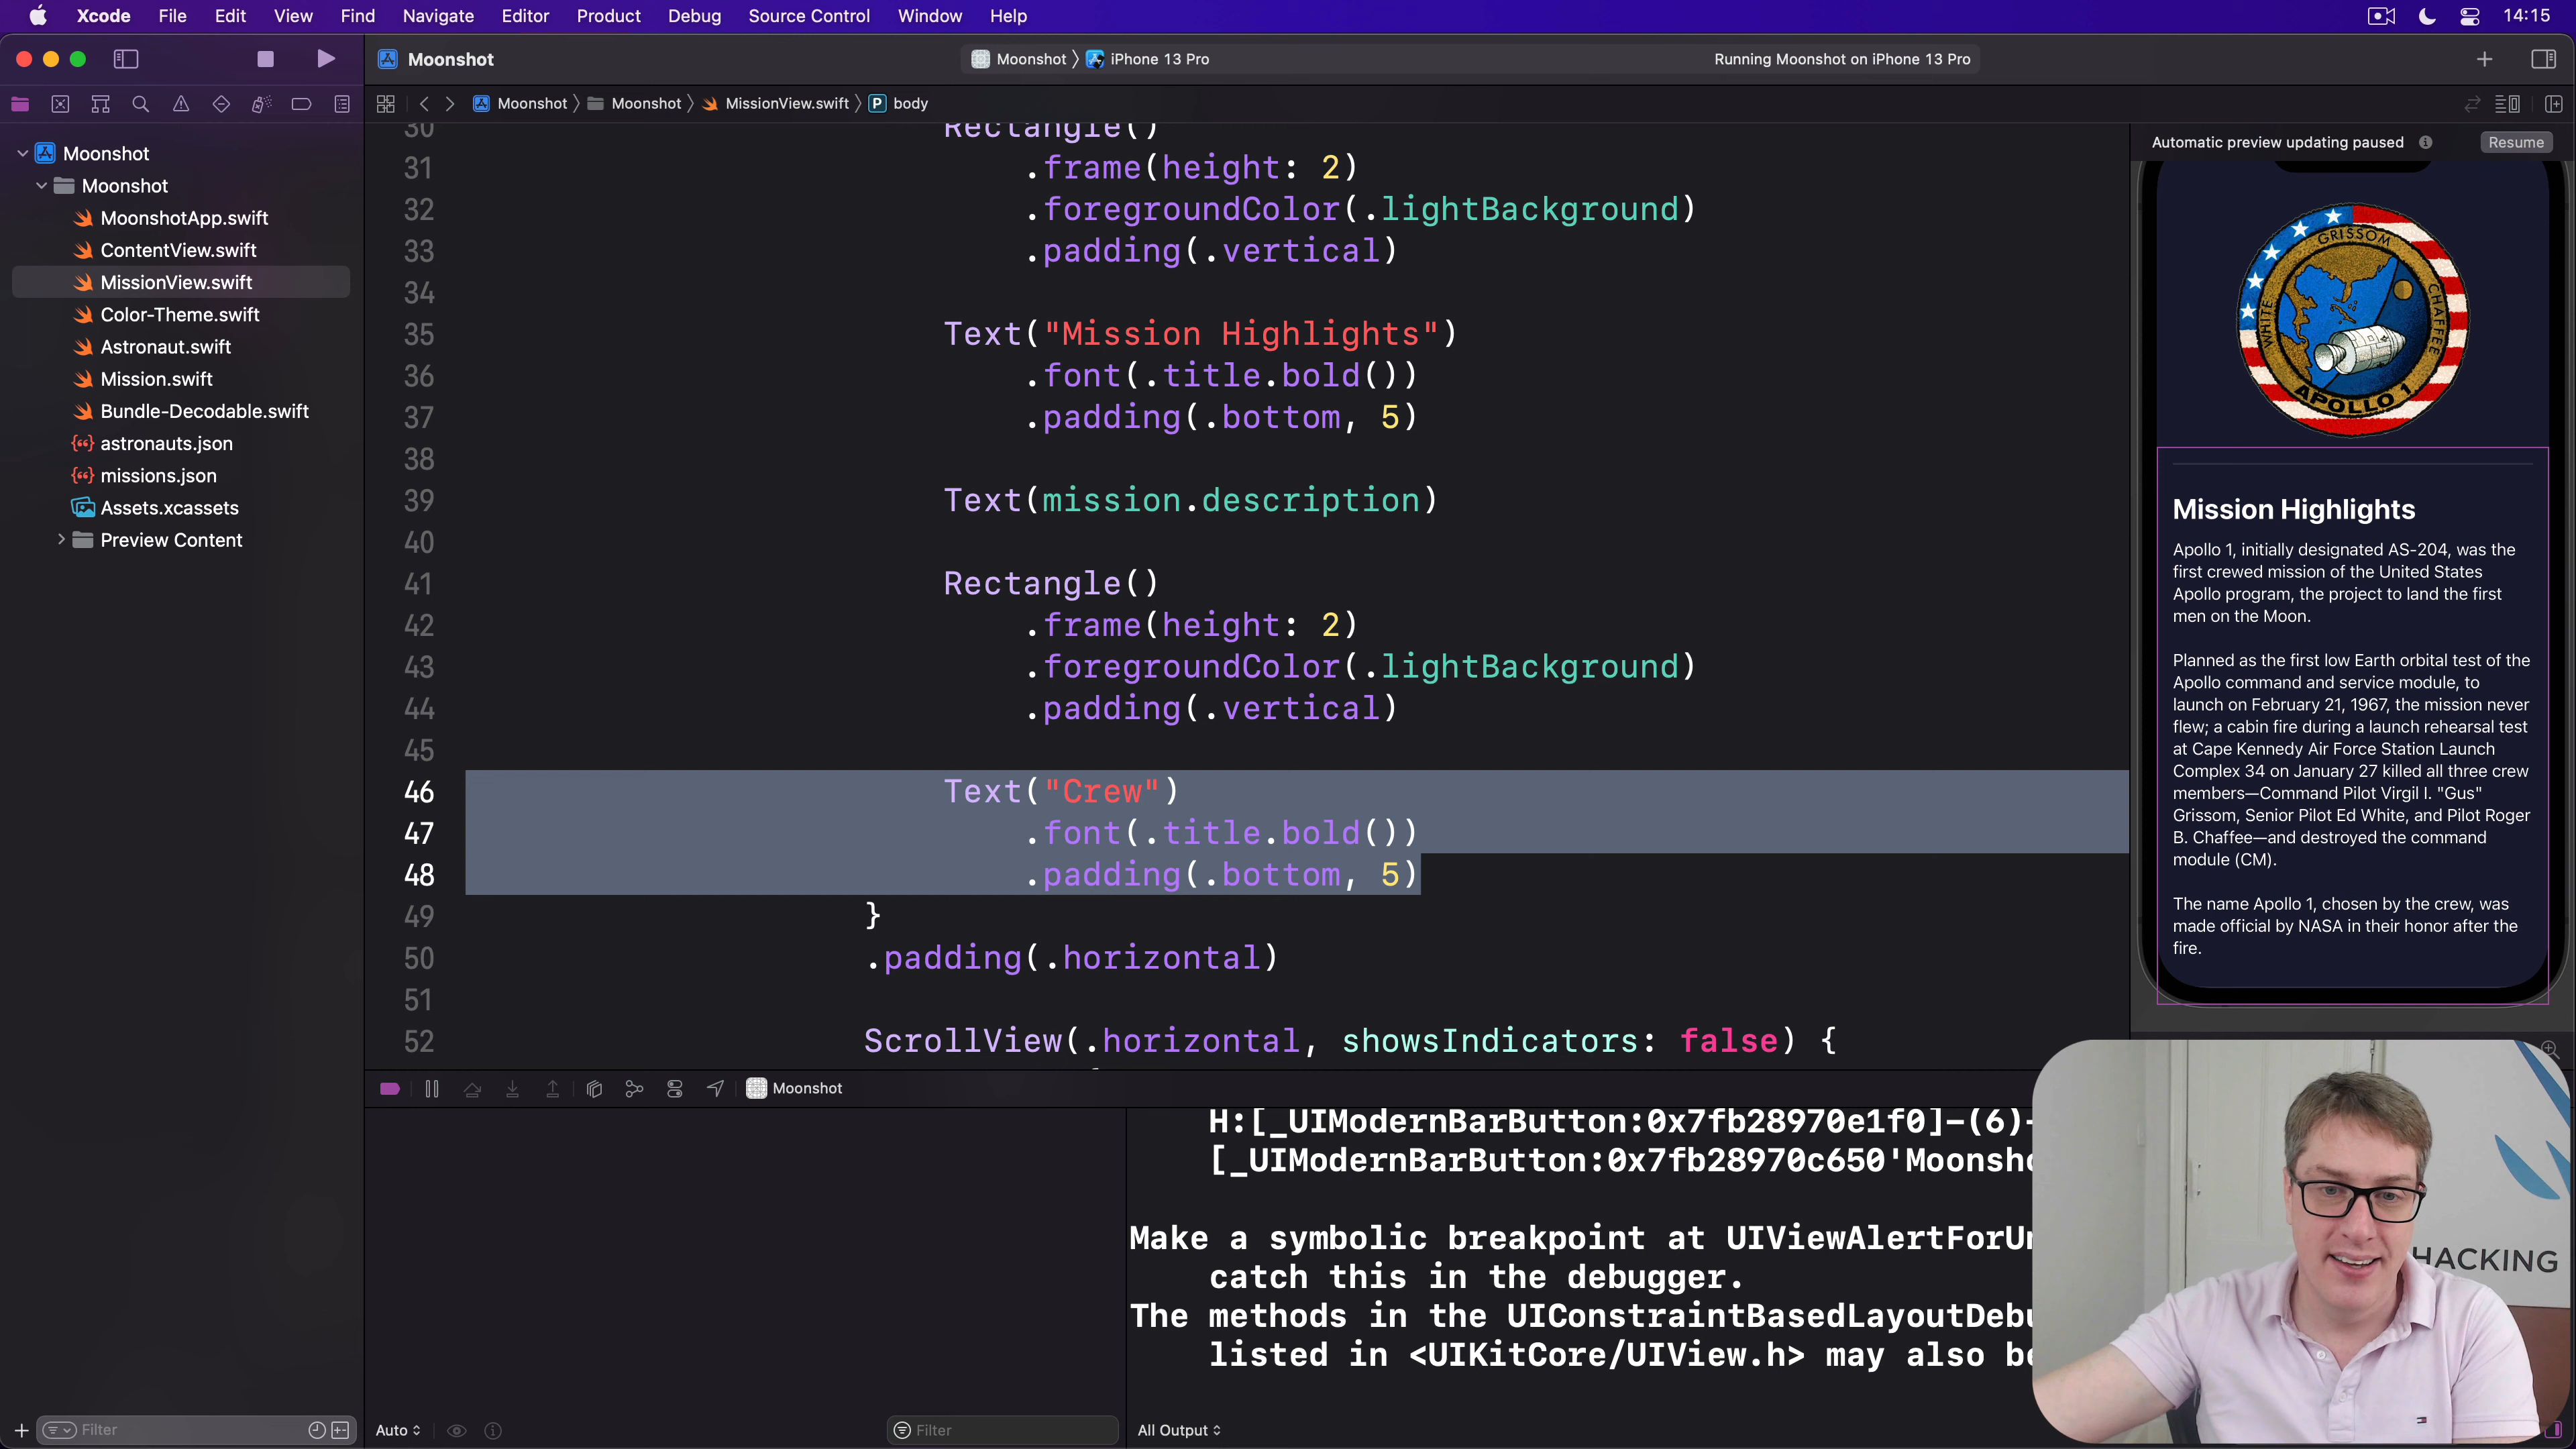 Xcode File Edit View Find Navigate Editor Product Debug Source Control Window Help 14:15
Moonshot Moonshot 〉 iPhone 13 Pro Running Moonshot on iPhone 13 Pro
Moonshot 〉 Moonshot 〉 MissionView.swift 〉 P body
Moonshot
Moonshot
MoonshotApp.swift
ContentView.swift
MissionView.swift
Color-Theme.swift
Astronaut.swift
Mission.swift
Bundle-Decodable.swift
astronauts.json
missions.json
Assets.xcassets
Preview Content
Filter
30 Rectangle()
31 .frame(height: 2)
32 .foregroundColor(.lightBackground)
33 .padding(.vertical)
34
35 Text("Mission Highlights")
36 .font(.title.bold())
37 .padding(.bottom, 5)
38
39 Text(mission.description)
40
41 Rectangle()
42 .frame(height: 2)
43 .foregroundColor(.lightBackground)
44 .padding(.vertical)
45
46 Text("Crew")
47 .font(.title.bold())
48 .padding(.bottom, 5)
49 }
50 .padding(.horizontal)
51
52 ScrollView(.horizontal, showsIndicators: false) {
Automatic preview updating paused Resume
GRISSOM
WHITE
CHAFFEE
APOLLO 1
Mission Highlights
Apollo 1, initially designated AS-204, was the
first crewed mission of the United States
Apollo program, the project to land the first
men on the Moon.
Planned as the first low Earth orbital test of the
Apollo command and service module, to
launch on February 21, 1967, the mission never
flew; a cabin fire during a launch rehearsal test
at Cape Kennedy Air Force Station Launch
Complex 34 on January 27 killed all three crew
members—Command Pilot Virgil I. "Gus"
Grissom, Senior Pilot Ed White, and Pilot Roger
B. Chaffee—and destroyed the command
module (CM).
The name Apollo 1, chosen by the crew, was
made official by NASA in their honor after the
fire.
Moonshot
H:[_UIModernBarButton:0x7fb28970e1f0]-(6)-
[_UIModernBarButton:0x7fb28970c650'Moonsho
Make a symbolic breakpoint at UIViewAlertForUn
catch this in the debugger.
The methods in the UIConstraintBasedLayoutDebu
listed in <UIKitCore/UIView.h> may also be
Auto Filter All Output
HACKING